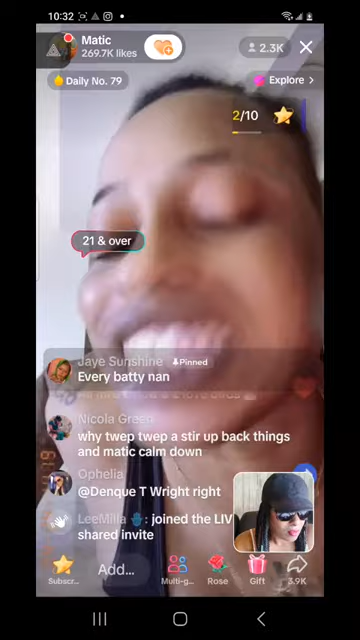 10:32
Matic
269.7K likes
2.3K
Daily No. 79
Explore >
2/10
21 & over
Jaye Sunshine Pinned
Every batty nan
Nicola Green
why twep twep a stir up back things
and matic calm down
Ophelia
@Denque T Wright right
LeeMilla : joined the LIV
shared invite
Subscr...
Add...
Multi-g...
Rose
Gift
3.9K